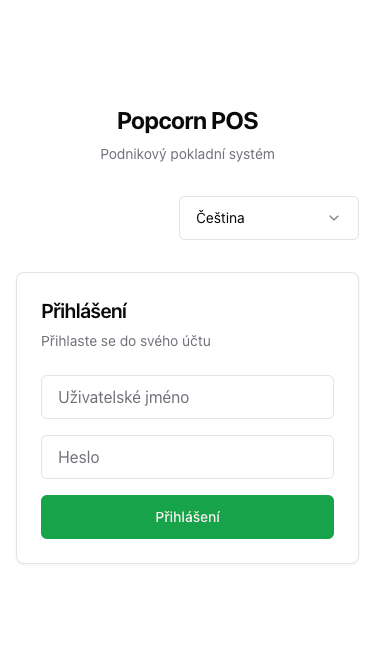 Popcorn POS
Podnikový pokladní systém
Čeština
Přihlášení
Přihlaste se do svého účtu
Uživatelské jméno
Heslo
Přihlášení